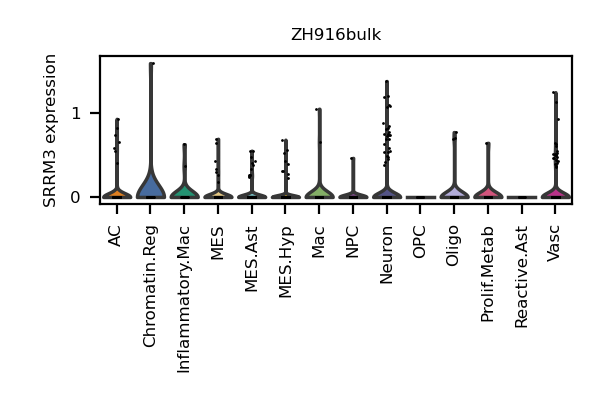 ZH916bulk
SRRM3 expression
1
0
AC
Chromatin.Reg
Inflammatory.Mac
MES
MES.Ast
MES.Hyp
Mac
NPC
Neuron
OPC
Oligo
Prolif.Metab
Reactive.Ast
Vasc